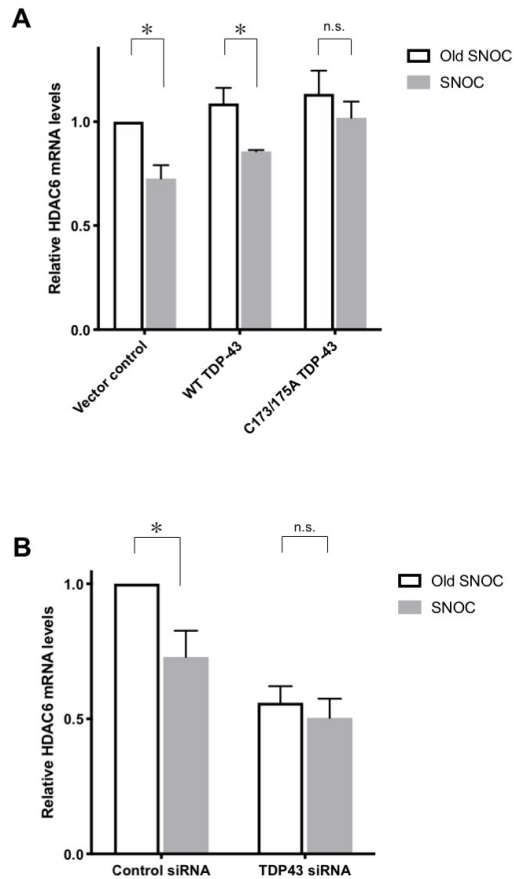 A
*
*
n.s.
Old SNOC
SNOC
Relative HDAC6 mRNA levels
1.0
0.5
0.0
Vector control
WT TDP-43
C173/175A TDP-43
B
*
n.s.
Old SNOC
SNOC
Relative HDAC6 mRNA levels
1.0
0.5
0.0
Control siRNA
TDP43 siRNA